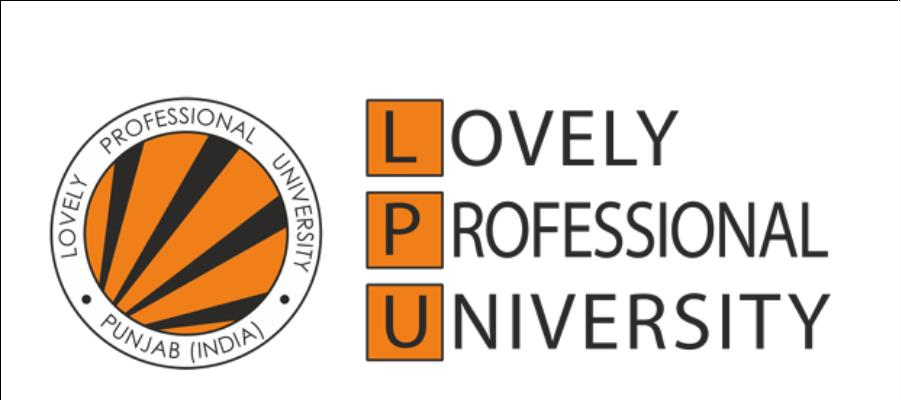 LOVELY PROFESSIONAL UNIVERSITY
PUNJAB (INDIA)
LOVELY
PROFESSIONAL
UNIVERSITY